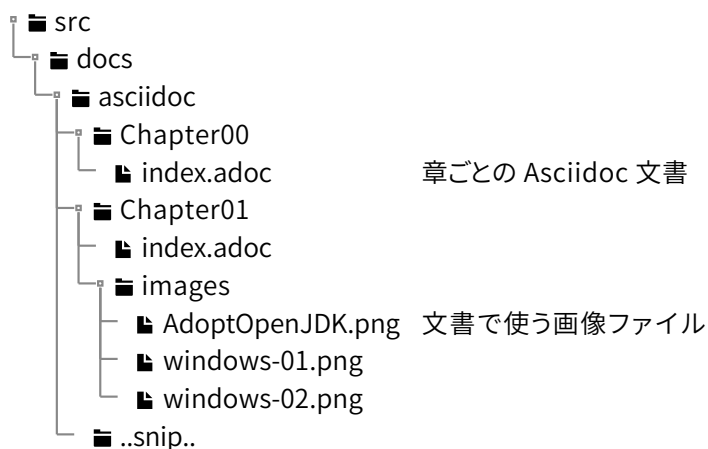 src
docs
asciidoc
Chapter00
index.adoc 章ごとの Asciidoc 文書
Chapter01
index.adoc
images
AdoptOpenJDK.png 文書で使う画像ファイル
windows-01.png
windows-02.png
..snip..